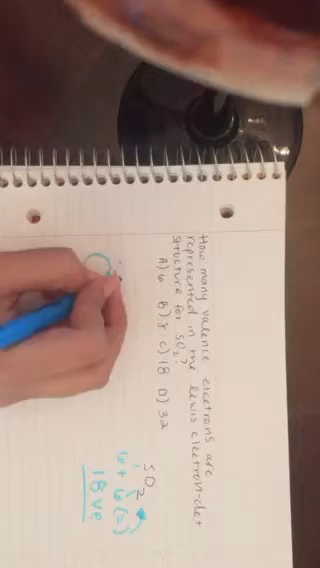 How many valence electrons are
represented in the lewis electron-dot
structure for SO2?
A) 6 B) 8 C) 18 D) 32
SO2
6 + 6(2)
18 ve